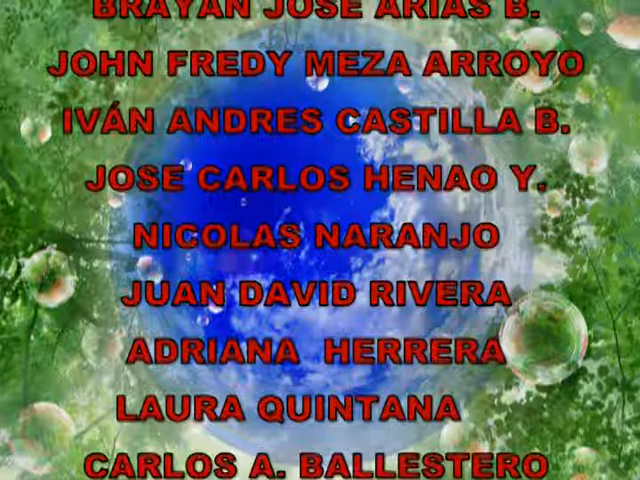 BRAYAN JOSE ARIAS B.
JOHN FREDY MEZA ARROYO
IVÁN ANDRES CASTILLA B.
JOSE CARLOS HENAO Y.
NICOLAS NARANJO
JUAN DAVID RIVERA
ADRIANA HERRERA
LAURA QUINTANA
CARLOS A. BALLESTERO